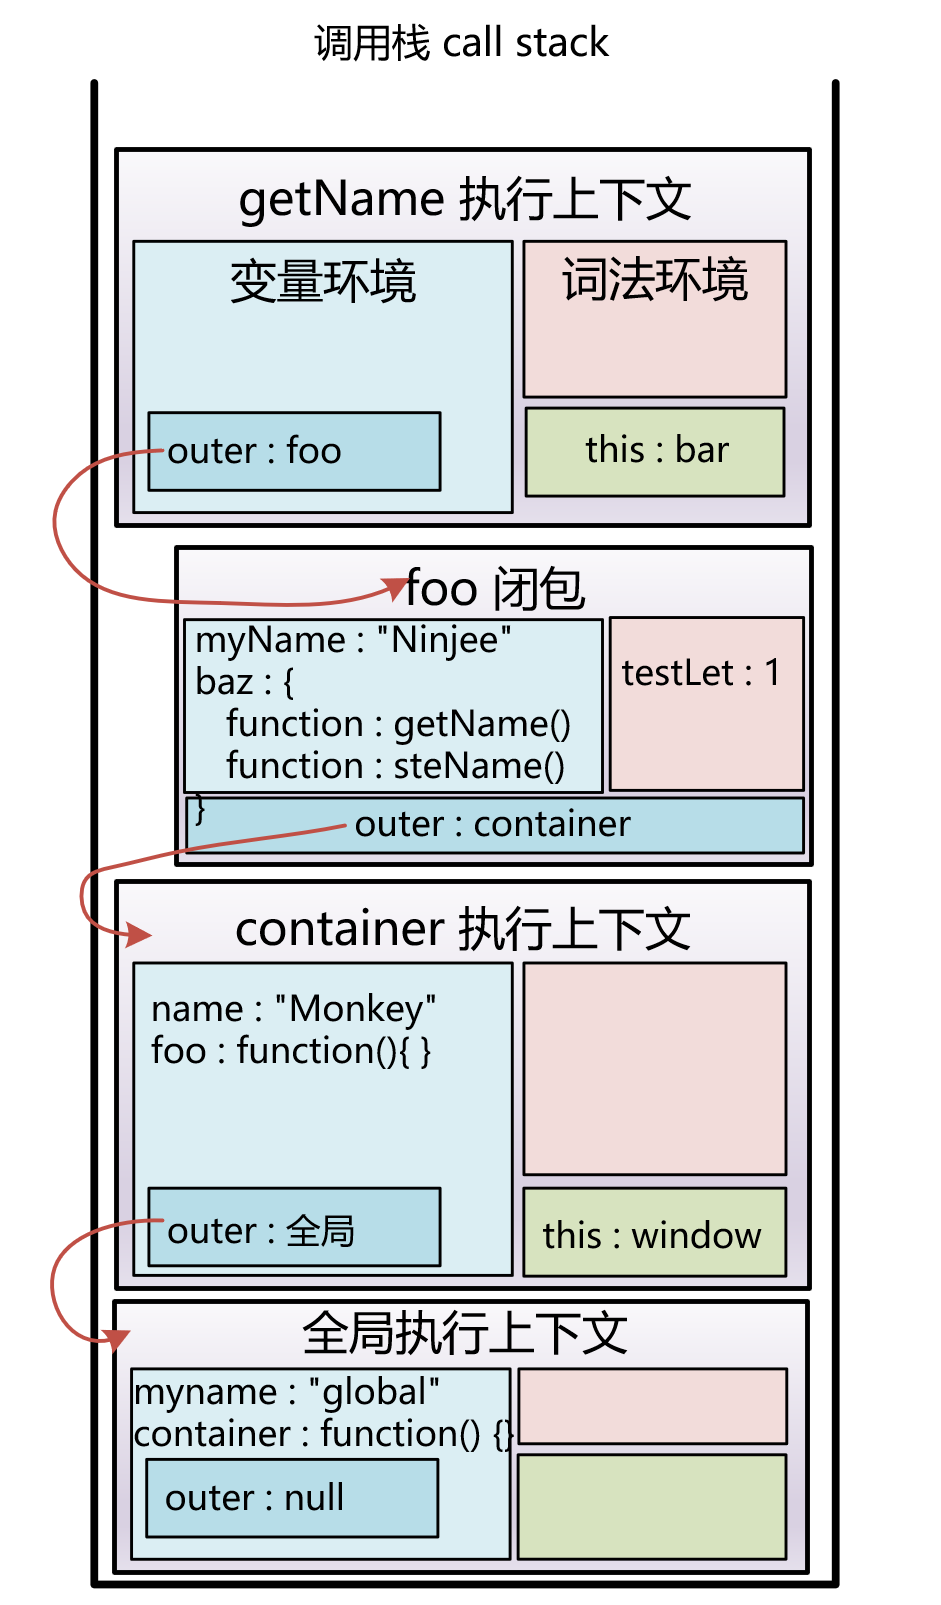 调用栈 call stack
getName 执行上下文
变量环境
词法环境
outer : foo
this : bar
foo 闭包
myName : "Ninjee"
baz : {
function : getName()
function : steName()
}
testLet : 1
outer : container
container 执行上下文
name : "Monkey"
foo : function(){ }
outer : 全局
this : window
全局执行上下文
myname : "global"
container : function() {}
outer : null